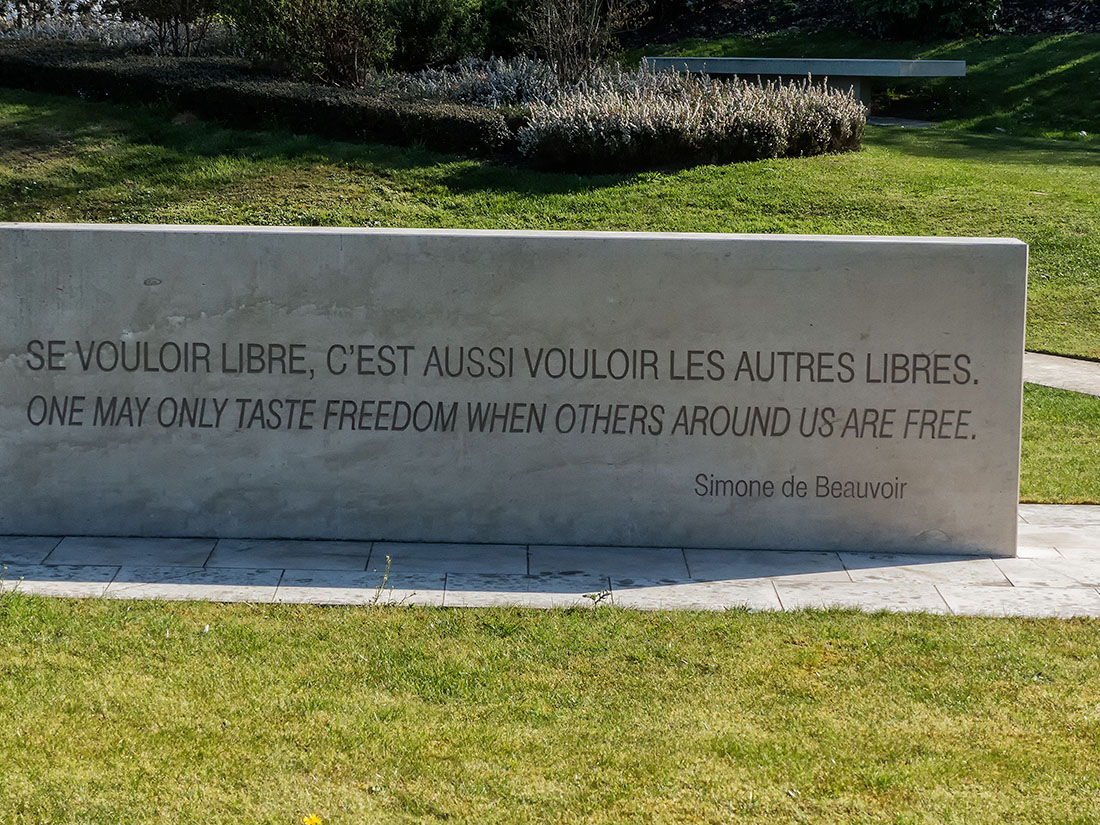 SE VOULOIR LIBRE, C'EST AUSSI VOULOIR LES AUTRES LIBRES.
ONE MAY ONLY TASTE FREEDOM WHEN OTHERS AROUND US ARE FREE.
Simone de Beauvoir